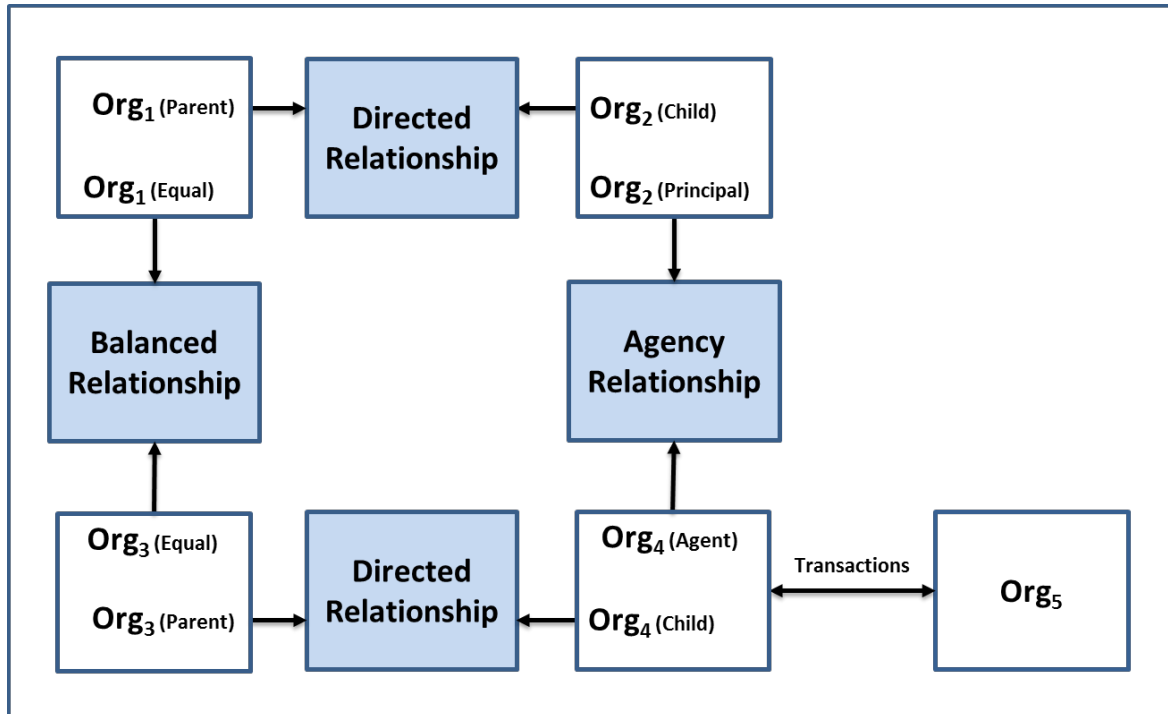 Org₁ (Parent)
Org₁ (Equal)
Directed
Relationship
Org₂ (Child)
Org₂ (Principal)
Balanced
Relationship
Agency
Relationship
Org₃ (Equal)
Org₃ (Parent)
Directed
Relationship
Org₄ (Agent)
Org₄ (Child)
Transactions
Org₅